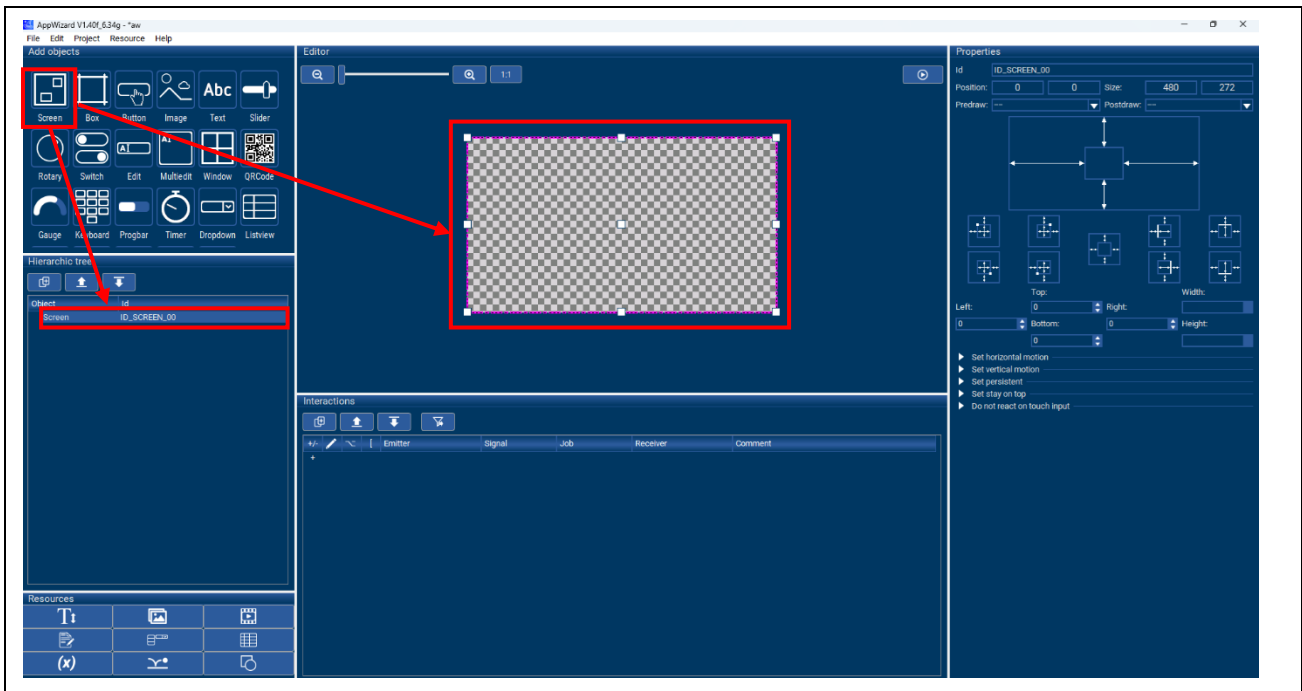 AppWizard V1.40f_6.34g - *aw
File Edit Project Resource Help
Add objects
Screen Box Button Image Text Slider
Abc
Rotary Switch Edit Multiedit Window QRCode
AI
AI
Gauge Keyboard Progbar Timer Dropdown Listview
Hierarchic tree
Object Id
Screen ID_SCREEN_00
Resources
T
(x)
Editor
1:1
Interactions
+/- Emitter Signal Job Receiver Comment
+
Properties
Id ID_SCREEN_00
Position: 0 0 Size: 480 272
Predraw: --- Postdraw: ---
Top: Width:
Left: 0 Right:
0 Bottom: 0 Height:
0
Set horizontal motion
Set vertical motion
Set persistent
Set stay on top
Do not react on touch input